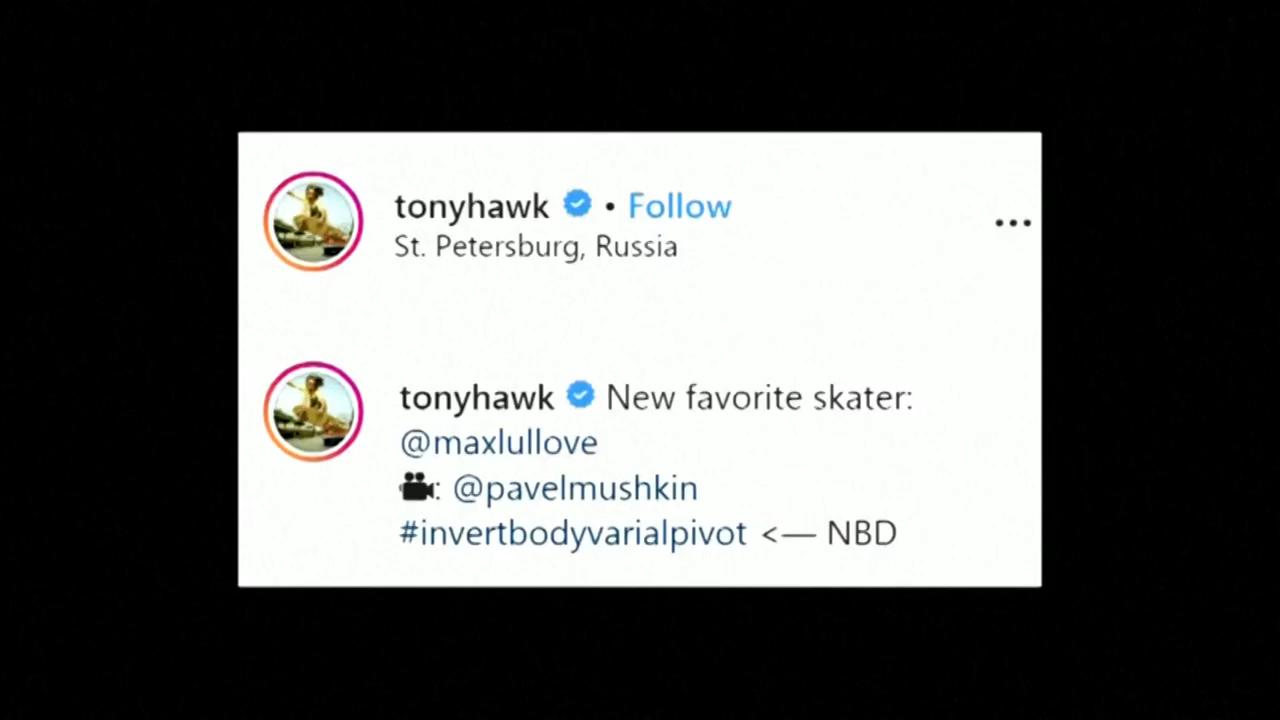 tonyhawk • Follow
St. Petersburg, Russia
tonyhawk New favorite skater:
@maxlullove
🎥: @pavelmushkin
#invertbodyvarialpivot <— NBD